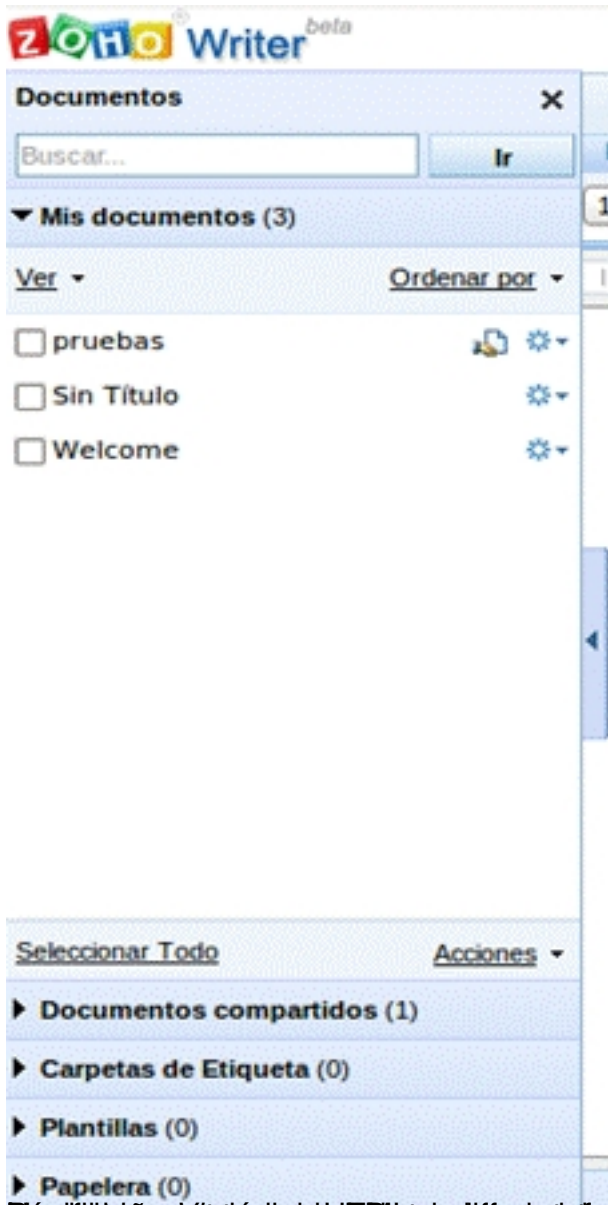 ZOHO Writer beta
Documentos
Buscar... Ir
Mis documentos (3)
Ver Ordenar por
pruebas
Sin Título
Welcome
Seleccionar Todo Acciones
Documentos compartidos (1)
Carpetas de Etiqueta (0)
Plantillas (0)
Papelera (0)